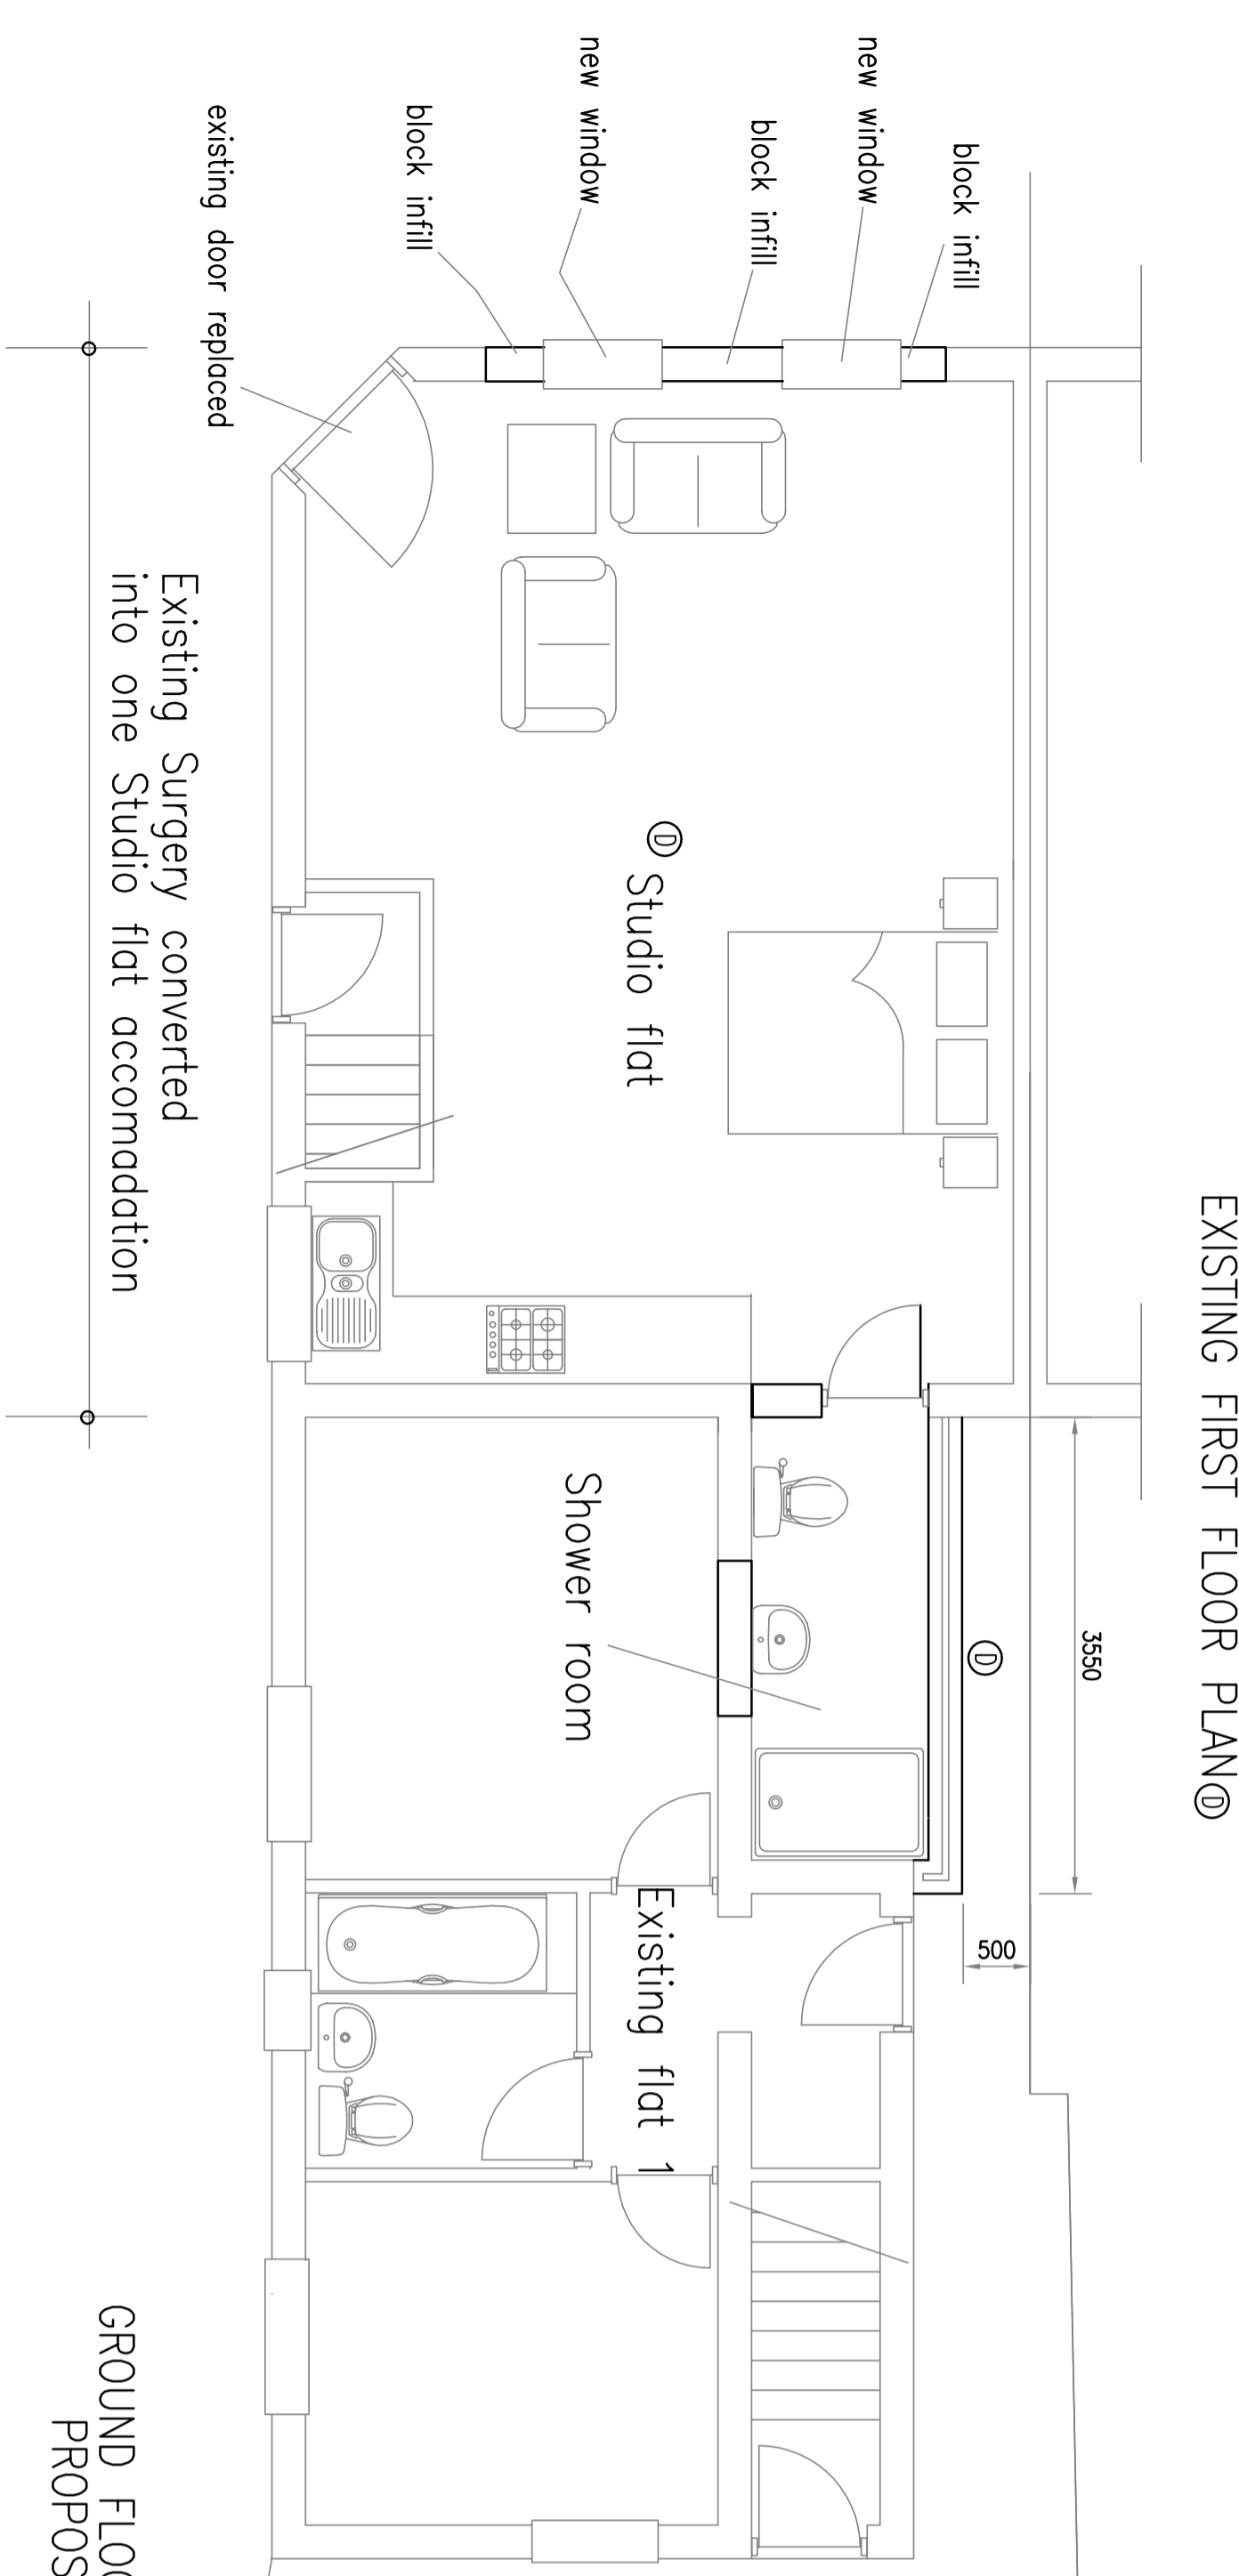 EXISTING FIRST FLOOR PLAN D
block infill
new window
block infill
new window
block infill
existing door replaced
D
Studio flat
3550
D
500
Shower room
Existing flat 1
Existing Surgery converted
into one Studio flat accomadation
GROUND FLOO
PROPOS